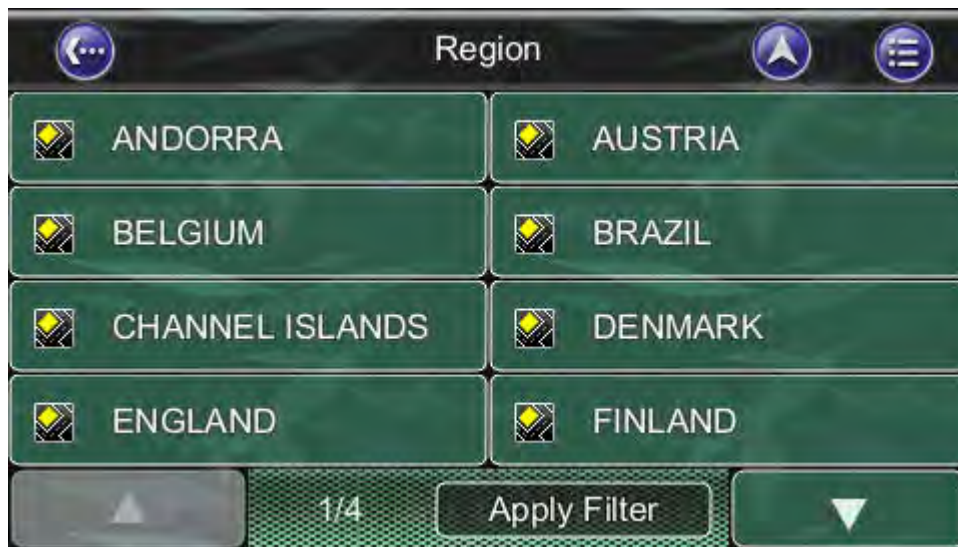 Region
ANDORRA
AUSTRIA
BELGIUM
BRAZIL
CHANNEL ISLANDS
DENMARK
ENGLAND
FINLAND
1/4
Apply Filter